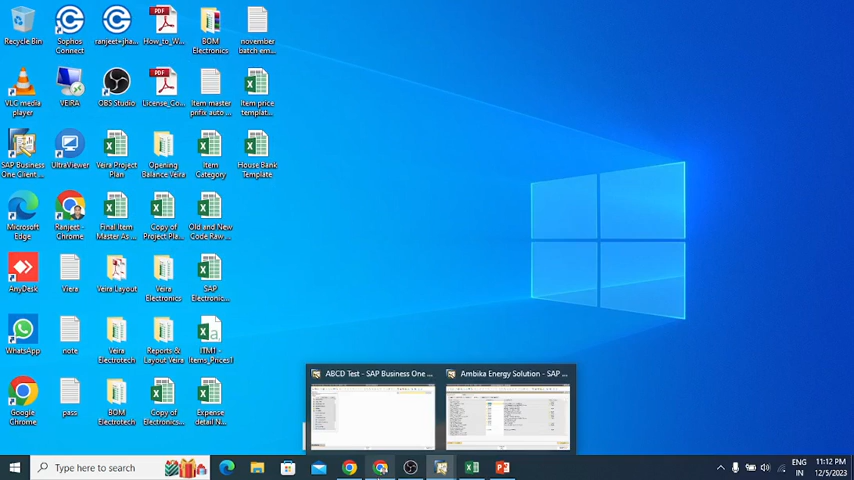 Recycle Bin
Sophos
Connect
ranjeet+jha...
How_to_W...
BOM
Electronics
november
batch em...
VLC media
player
VEIRA
OBS Studio
License_Co...
Item master
prifix auto ...
Item price
templat...
SAP Business
One Client ...
UltraViewer
Veira Project
Plan
Opening
Balance Veira
Item
Category
House Bank
Template
Microsoft
Edge
Ranjeet -
Chrome
Final Item
Master As ...
Copy of
Project Pla...
Old and New
Code Raw ...
AnyDesk
Viera
Veira Layout
Veira
Electronics
SAP
Electronic...
WhatsApp
note
Veira
Electrotech
Reports &
Layout Veira
ITM1 -
Items_Prices1
Google
Chrome
pass
BOM
Electrotech
Copy of
Electronics...
Expense
detail N...
ABCD Test - SAP Business One ...
Ambika Energy Solution - SAP ...
Type here to search
ENG
IN
11:12 PM
12/5/2023